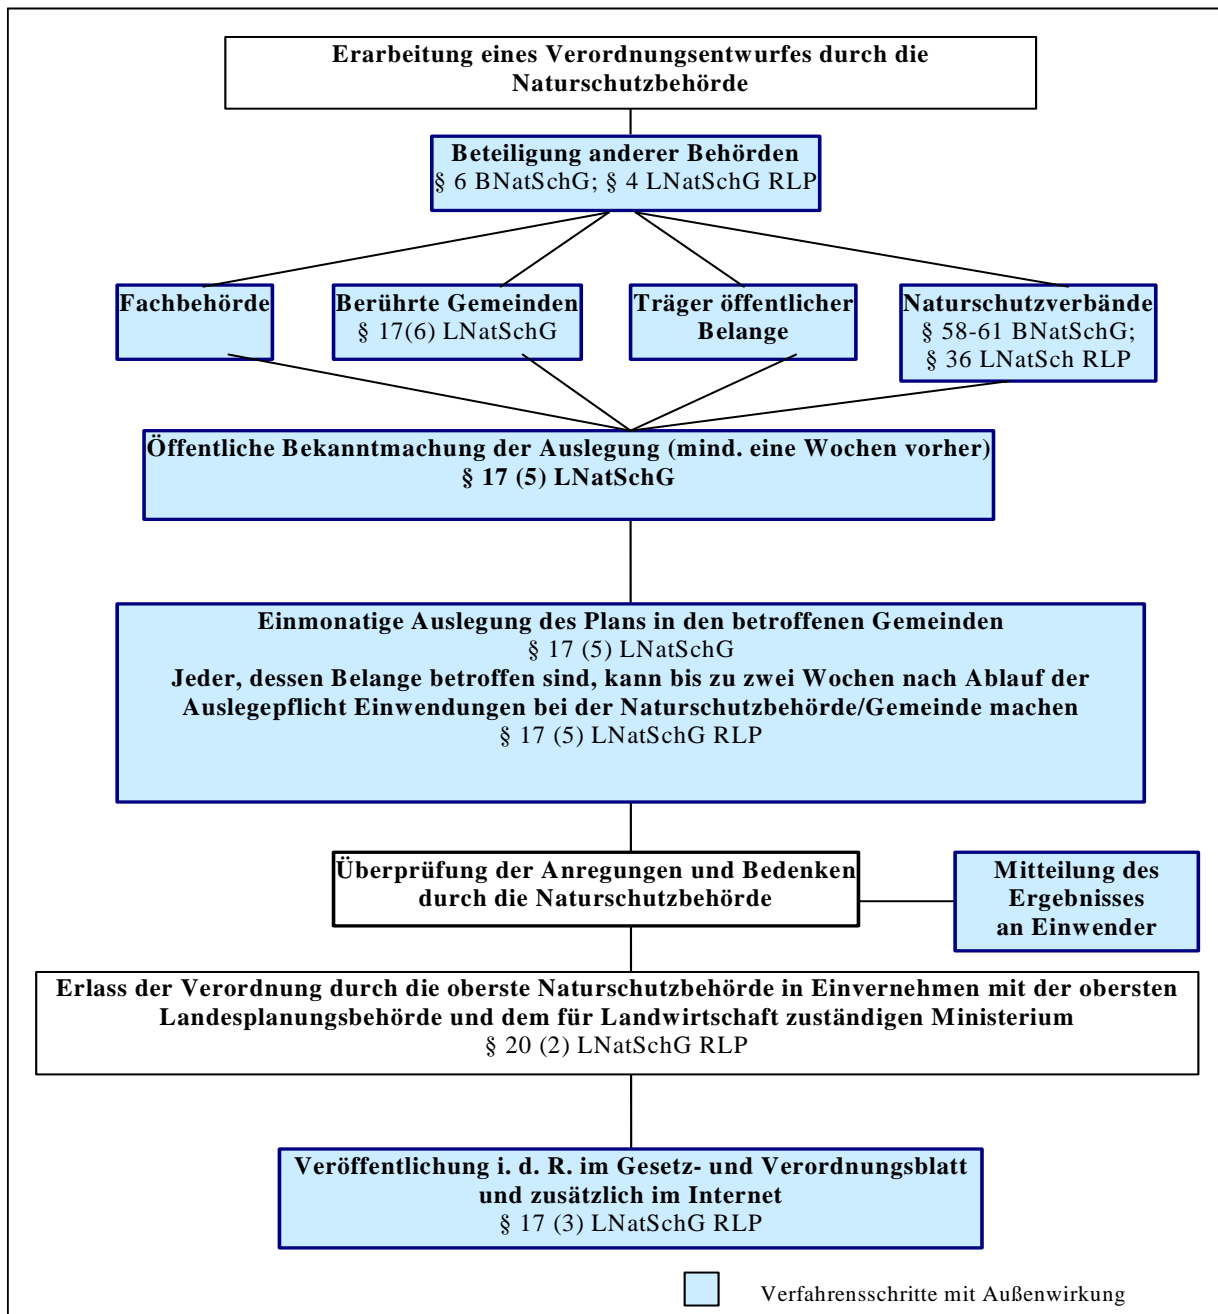 Erarbeitung eines Verordnungsentwurfes durch die
Naturschutzbehörde
Beteiligung anderer Behörden
§ 6 BNatSchG; § 4 LNatSchG RLP
Fachbehörde
Berührte Gemeinden
§ 17(6) LNatSchG
Träger öffentlicher
Belange
Naturschutzverbände
§ 58-61 BNatSchG;
§ 36 LNatSch RLP
Öffentliche Bekanntmachung der Auslegung (mind. eine Wochen vorher)
§ 17 (5) LNatSchG
Einmonatige Auslegung des Plans in den betroffenen Gemeinden
§ 17 (5) LNatSchG
Jeder, dessen Belange betroffen sind, kann bis zu zwei Wochen nach Ablauf der
Auslegepflicht Einwendungen bei der Naturschutzbehörde/Gemeinde machen
§ 17 (5) LNatSchG RLP
Überprüfung der Anregungen und Bedenken
durch die Naturschutzbehörde
Mitteilung des
Ergebnisses
an Einwender
Erlass der Verordnung durch die oberste Naturschutzbehörde in Einvernehmen mit der obersten
Landesplanungsbehörde und dem für Landwirtschaft zuständigen Ministerium
§ 20 (2) LNatSchG RLP
Veröffentlichung i. d. R. im Gesetz- und Verordnungsblatt
und zusätzlich im Internet
§ 17 (3) LNatSchG RLP
Verfahrensschritte mit Außenwirkung